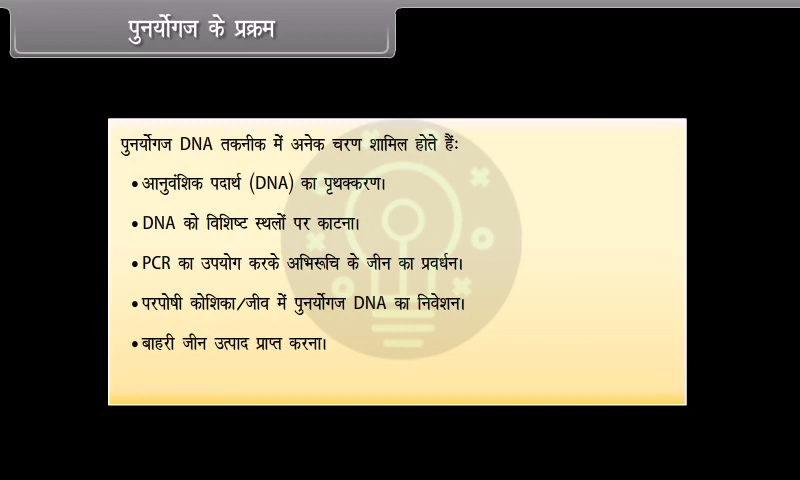 पुनर्योगज के प्रक्रम
पुनर्योगज DNA तकनीक में अनेक चरण शामिल होते हैंः
• आनुवंशिक पदार्थ (DNA) का पृथक्करण।
• DNA को विशिष्ट स्थलों पर काटना।
• PCR का उपयोग करके अभिरूचि के जीन का प्रवर्धन।
• परपोषी कोशिका/जीव में पुनर्योगज DNA का निवेशन।
• बाहरी जीन उत्पाद प्राप्त करना।